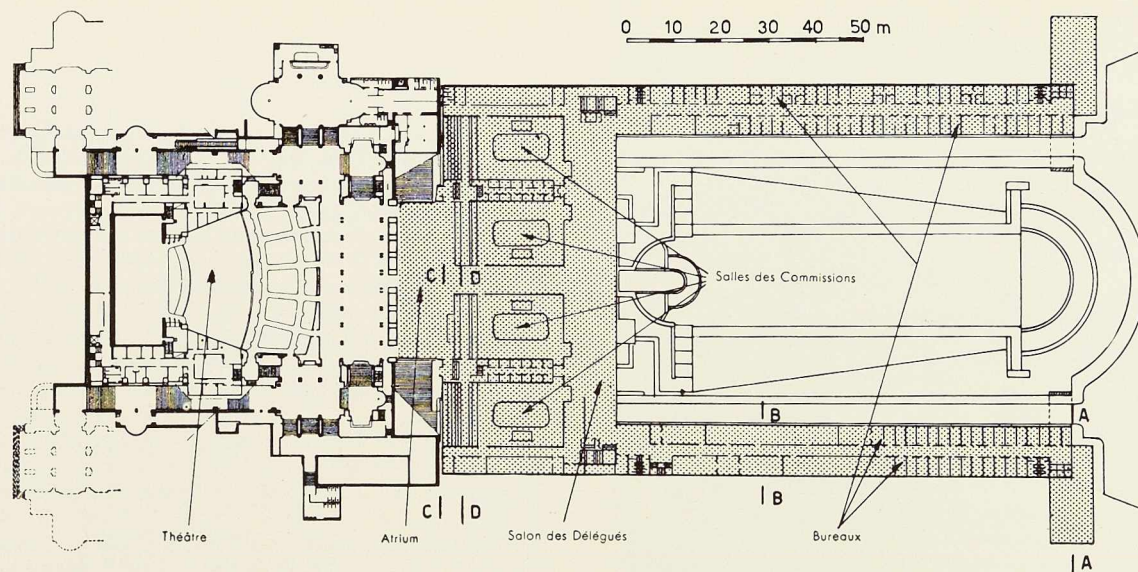 0 10 20 30 40 50 m
C D
Salles des Commissions
B A
C D B
Théâtre Atrium Salon des Délégués Bureaux
A